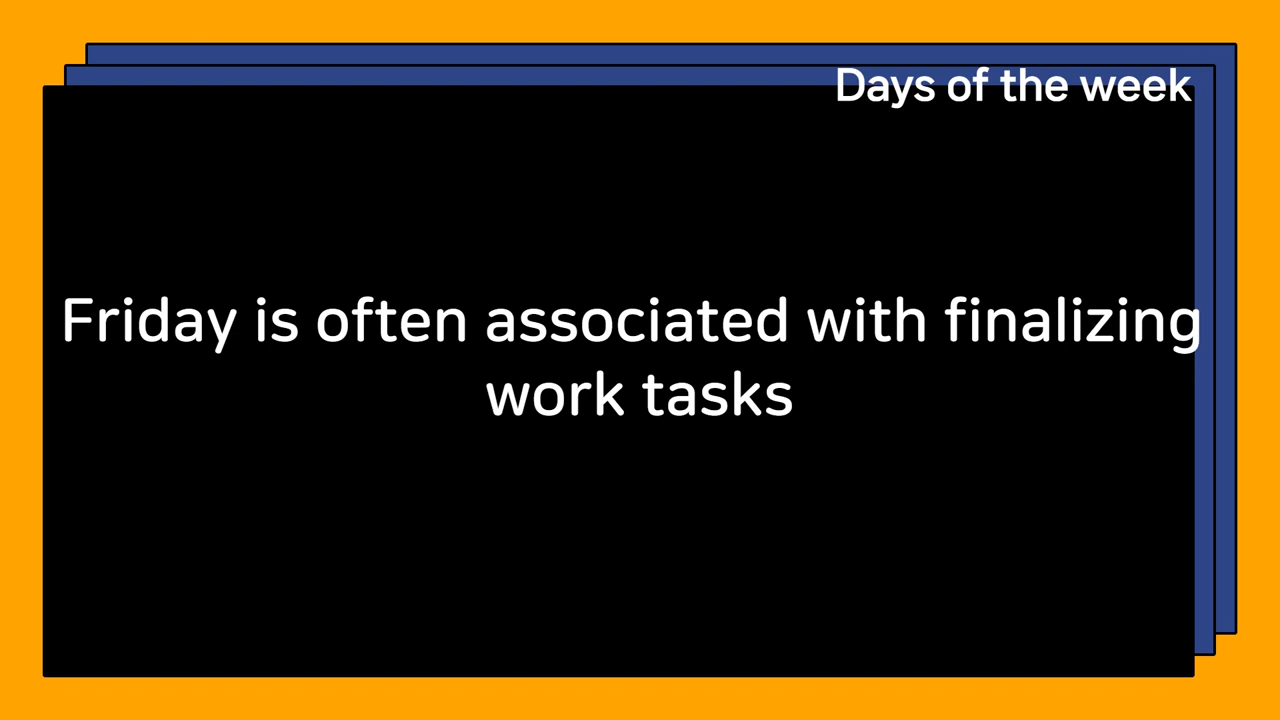 Days of the week
Friday is often associated with finalizing
work tasks